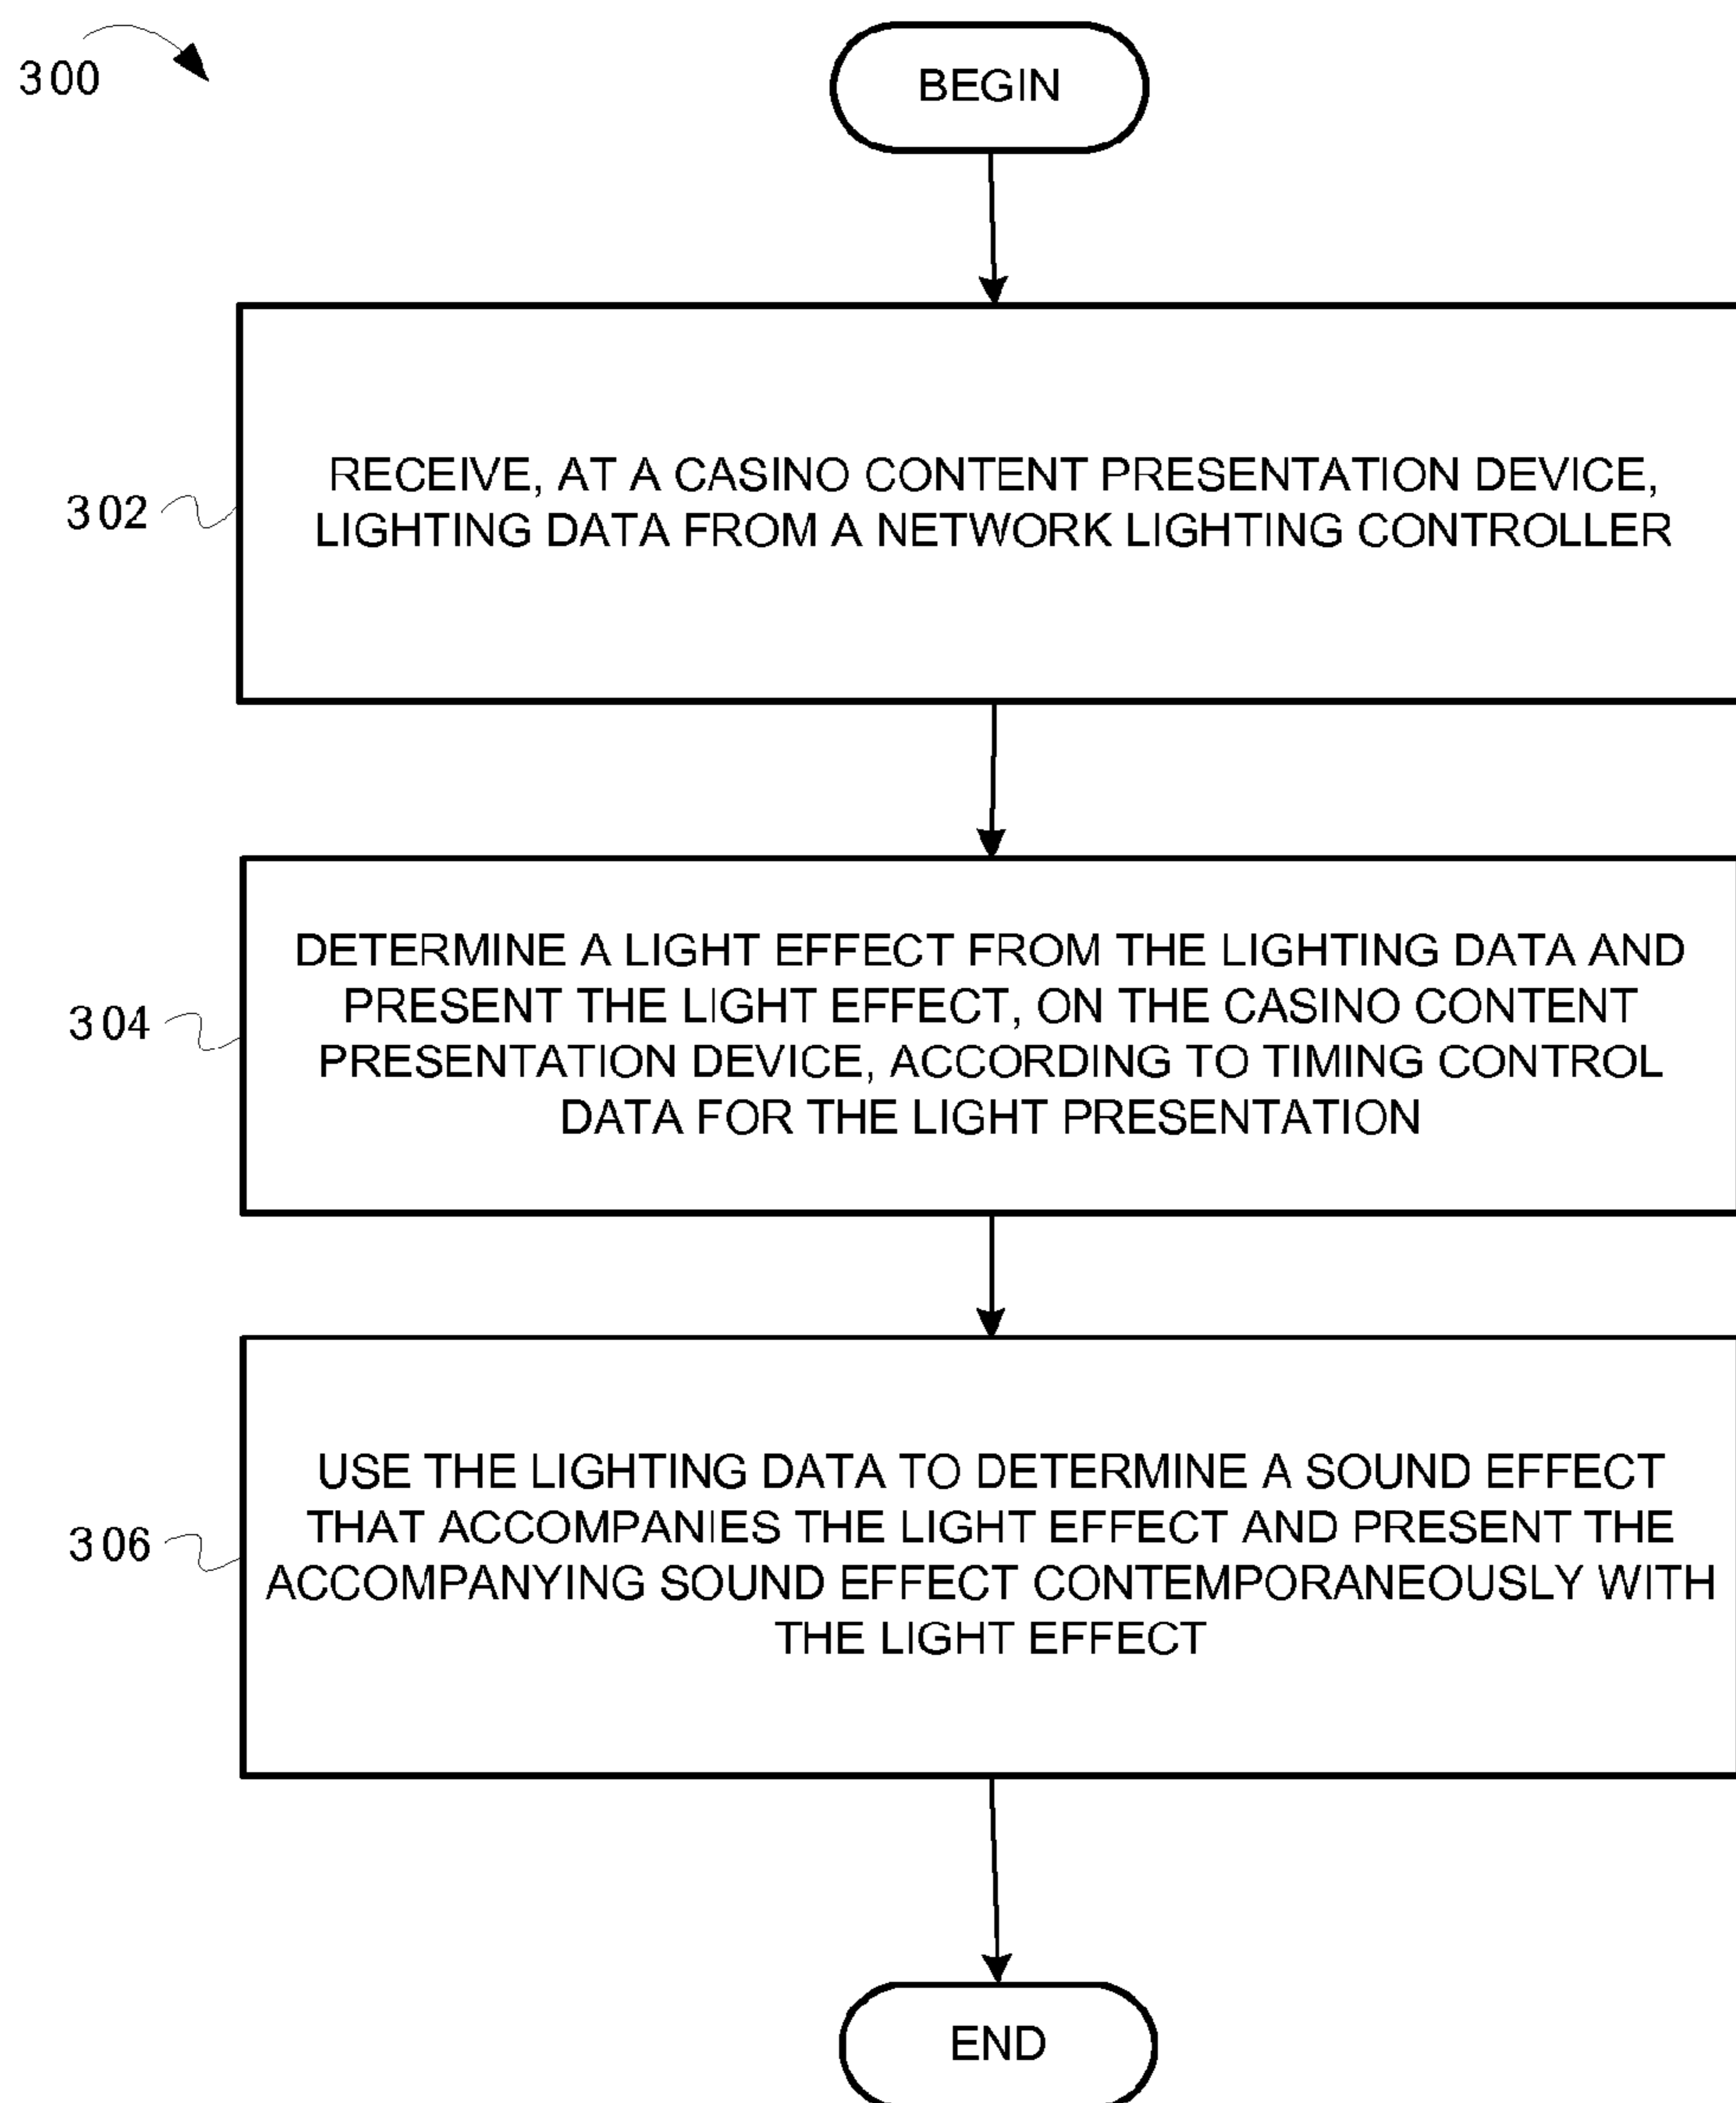 300
BEGIN
302
RECEIVE, AT A CASINO CONTENT PRESENTATION DEVICE,
LIGHTING DATA FROM A NETWORK LIGHTING CONTROLLER
304
DETERMINE A LIGHT EFFECT FROM THE LIGHTING DATA AND
PRESENT THE LIGHT EFFECT, ON THE CASINO CONTENT
PRESENTATION DEVICE, ACCORDING TO TIMING CONTROL
DATA FOR THE LIGHT PRESENTATION
306
USE THE LIGHTING DATA TO DETERMINE A SOUND EFFECT
THAT ACCOMPANIES THE LIGHT EFFECT AND PRESENT THE
ACCOMPANYING SOUND EFFECT CONTEMPORANEOUSLY WITH
THE LIGHT EFFECT
END